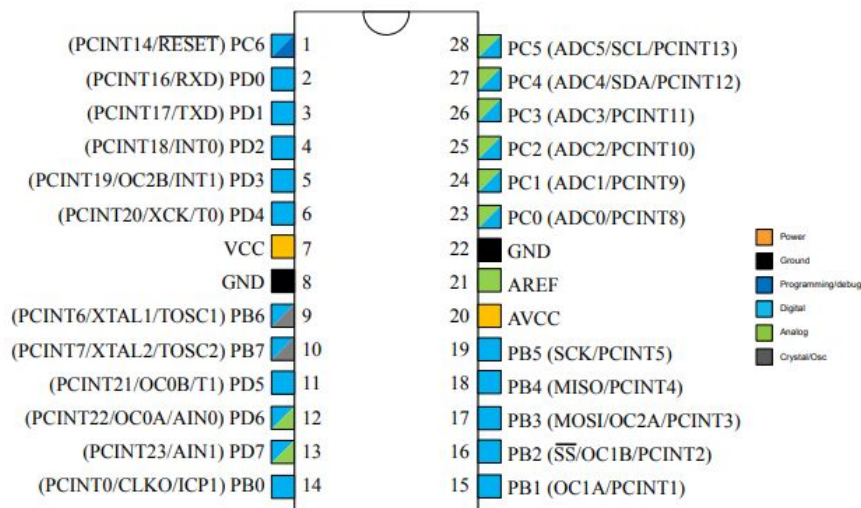 (PCINT14/RESET) PC6 1
(PCINT16/RXD) PD0 2
(PCINT17/TXD) PD1 3
(PCINT18/INT0) PD2 4
(PCINT19/OC2B/INT1) PD3 5
(PCINT20/XCK/T0) PD4 6
VCC 7
GND 8
(PCINT6/XTAL1/TOSC1) PB6 9
(PCINT7/XTAL2/TOSC2) PB7 10
(PCINT21/OC0B/T1) PD5 11
(PCINT22/OC0A/AIN0) PD6 12
(PCINT23/AIN1) PD7 13
(PCINT0/CLKO/ICP1) PB0 14
28 PC5 (ADC5/SCL/PCINT13)
27 PC4 (ADC4/SDA/PCINT12)
26 PC3 (ADC3/PCINT11)
25 PC2 (ADC2/PCINT10)
24 PC1 (ADC1/PCINT9)
23 PC0 (ADC0/PCINT8)
22 GND
21 AREF
20 AVCC
19 PB5 (SCK/PCINT5)
18 PB4 (MISO/PCINT4)
17 PB3 (MOSI/OC2A/PCINT3)
16 PB2 (SS/OC1B/PCINT2)
15 PB1 (OC1A/PCINT1)
Power
Ground
Programming/debug
Digital
Analog
Crystal/Osc